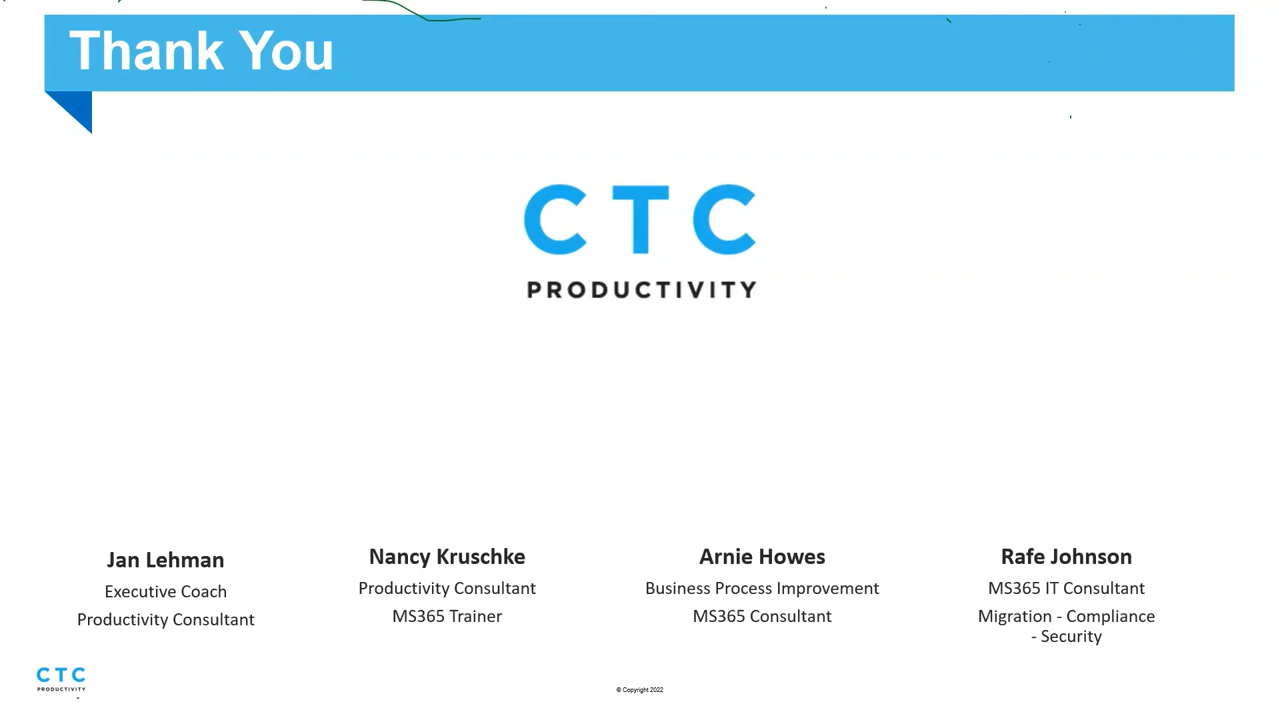 Thank You
CTC
PRODUCTIVITY
Jan Lehman
Executive Coach
Productivity Consultant
Nancy Kruschke
Productivity Consultant
MS365 Trainer
Arnie Howes
Business Process Improvement
MS365 Consultant
Rafe Johnson
MS365 IT Consultant
Migration - Compliance
- Security
CTC
PRODUCTIVITY
© Copyright 2022